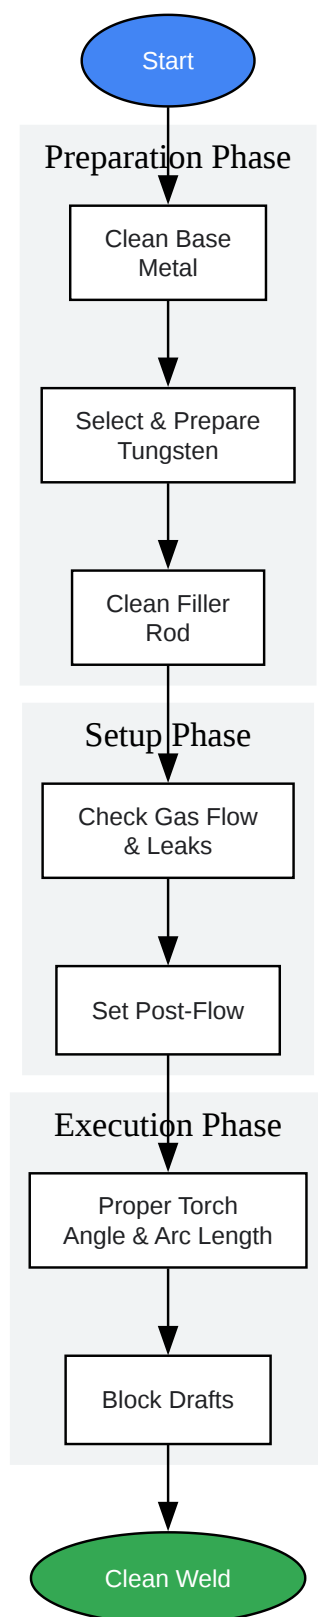 Start
Preparation Phase
Clean Base
Metal
Select & Prepare
Tungsten
Clean Filler
Rod
Setup Phase
Check Gas Flow
& Leaks
Set Post-Flow
Execution Phase
Proper Torch
Angle & Arc Length
Block Drafts
Clean Weld